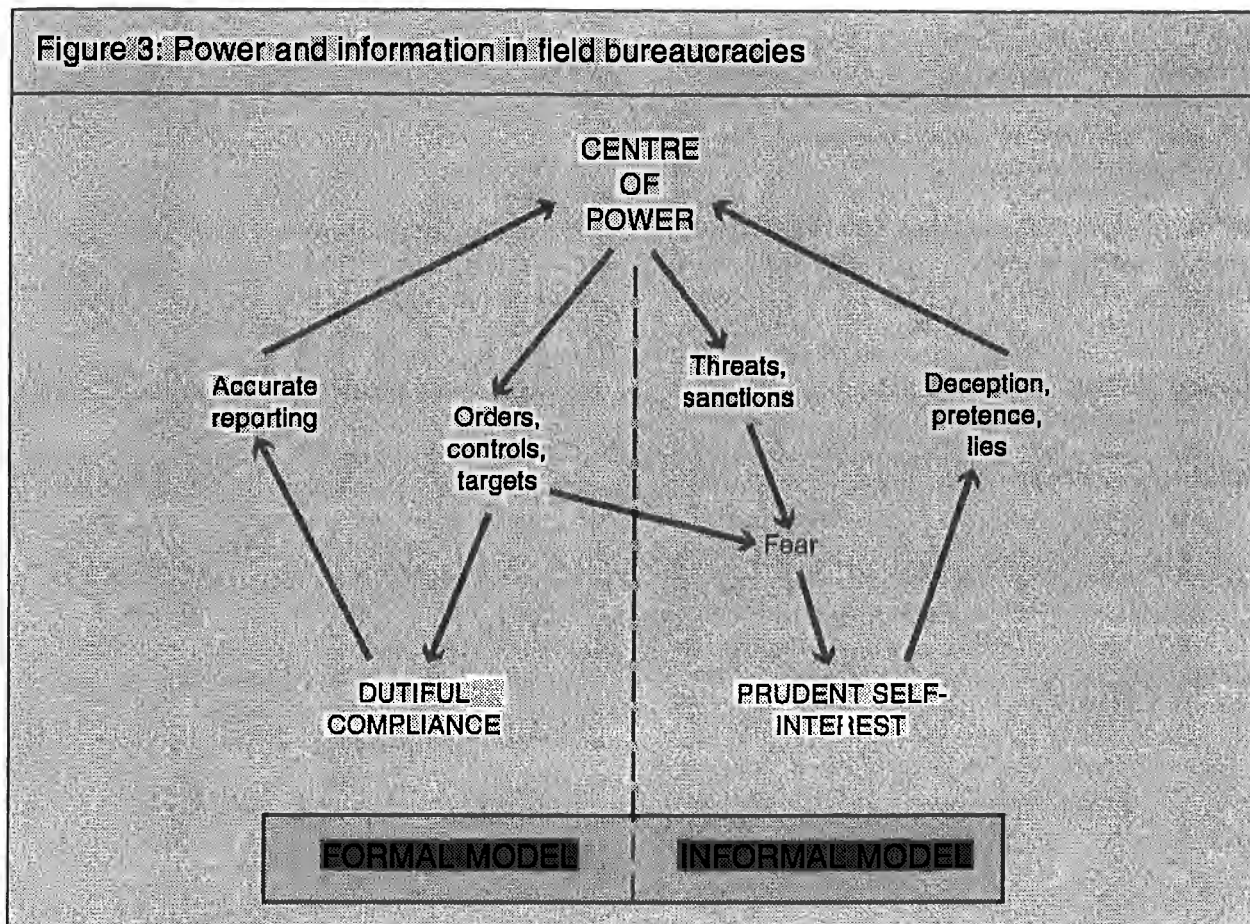 Figure 3: Power and information in field bureaucracies
CENTRE
OF
POWER
Accurate
reporting
Orders,
controls,
targets
Threats,
sanctions
Deception,
pretence,
lies
Fear
DUTIFUL
COMPLIANCE
PRUDENT SELF-
INTEREST
FORMAL MODEL
INFORMAL MODEL